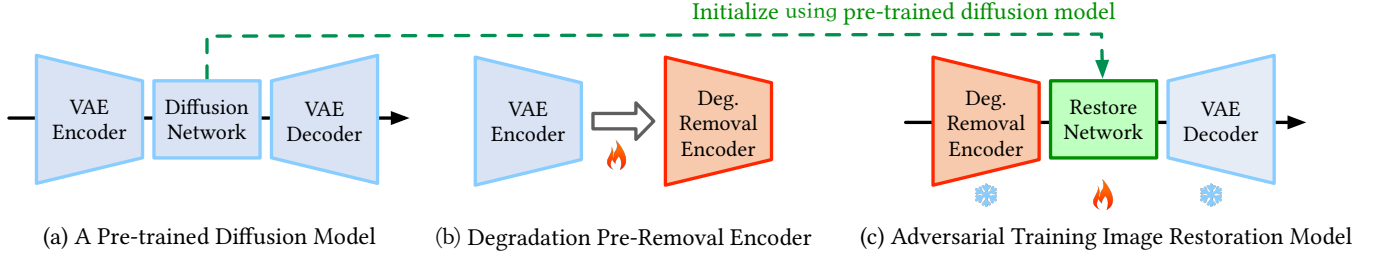 Initialize using pre-trained diffusion model
VAE
Encoder
Diffusion
Network
VAE
Decoder
VAE
Encoder
Deg.
Removal
Encoder
Deg.
Removal
Encoder
Restore
Network
VAE
Decoder
(a) A Pre-trained Diffusion Model
(b) Degradation Pre-Removal Encoder
(c) Adversarial Training Image Restoration Model